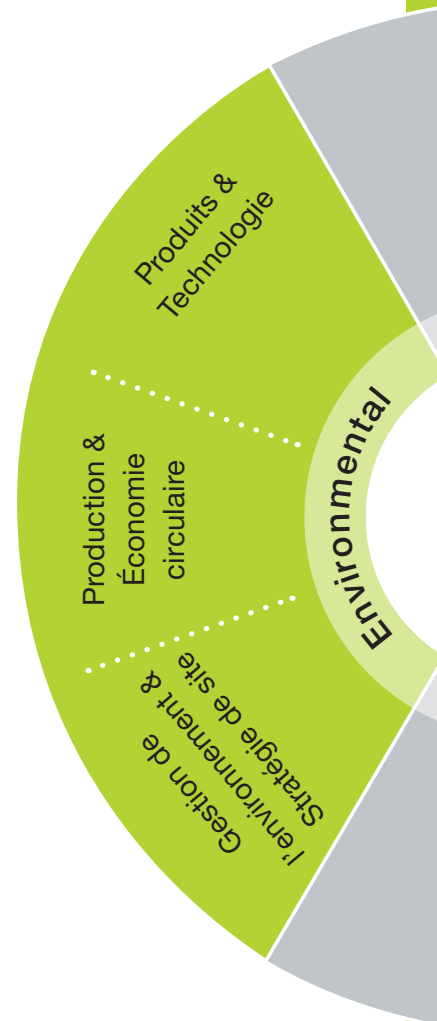 Produits &
Technologie
Production &
Économie
circulaire
Gestion de
l'environnement &
Stratégie de site
Environmental